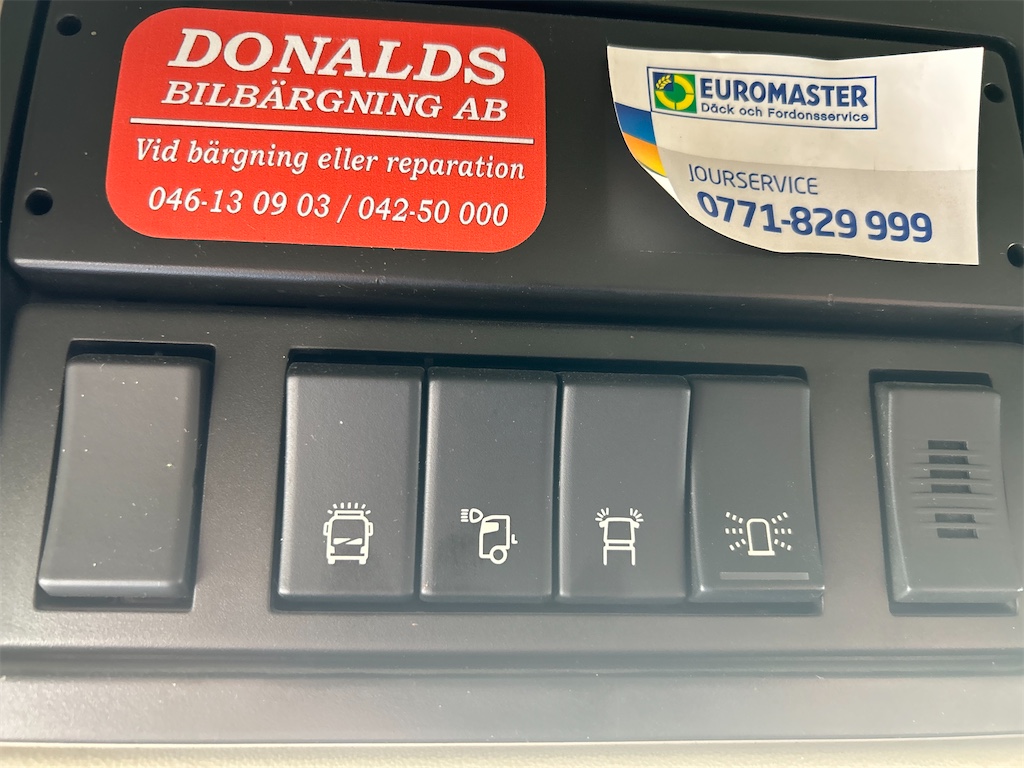 DONALDS
BILBÄRGNING AB
Vid bärgning eller reparation
046-13 09 03 / 042-50 000
EUROMASTER
Däck och Fordonsservice
JOURSERVICE
0771-829 999